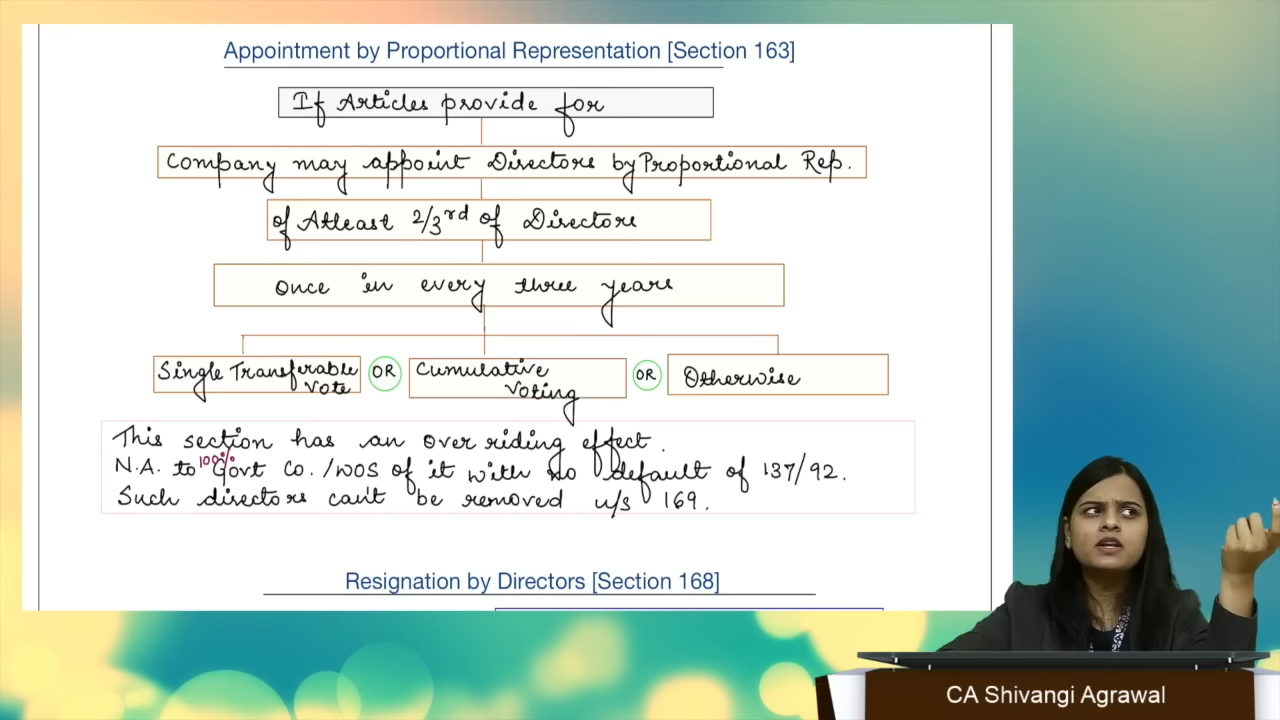 Appointment by Proportional Representation [Section 163]
If Articles provide for
Company may appoint Directors by Proportional Rep.
of Atleast 2/3rd of Directors
Once in every three years
Single Transferable Vote
OR
Cumulative Voting
OR
Otherwise
This section has an over riding effect.
N.A. to 100% Govt Co. /WOS of it with no default of 137/92.
Such directors can't be removed u/s 169.
Resignation by Directors [Section 168]
CA Shivangi Agrawal